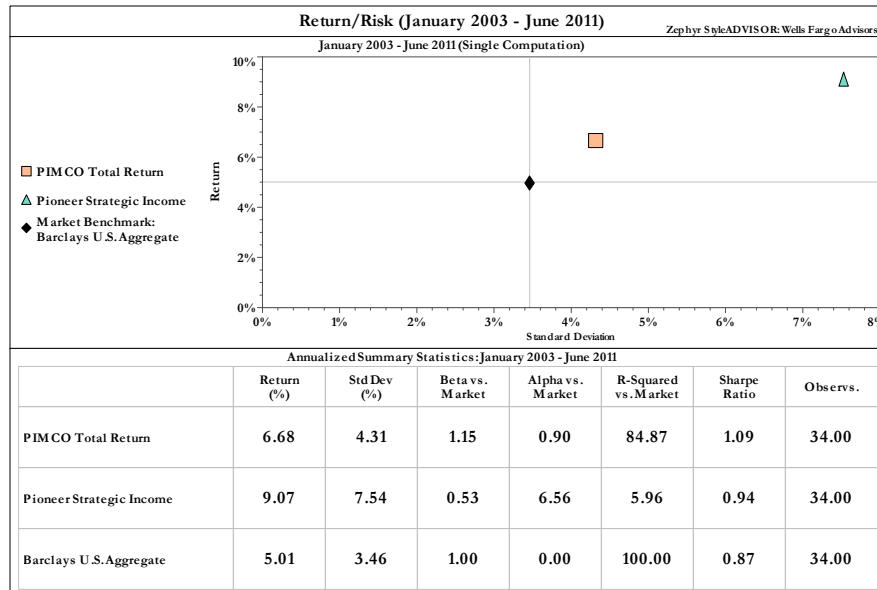 Return/Risk (January 2003 - June 2011)
Zephyr StyleADVISOR: Wells Fargo Advisors
January 2003 - June 2011 (Single Computation)
10%
8%
6%
4%
2%
0%
Return
PIMCO Total Return
Pioneer Strategic Income
Market Benchmark:
Barclays U.S. Aggregate
0% 1% 2% 3% 4% 5% 6% 7% 8%
Standard Deviation
Annualized Summary Statistics: January 2003 - June 2011
Return (%) Std Dev (%) Beta vs. Market Alpha vs. Market R-Squared vs. Market Sharpe Ratio Observs.
PIMCO Total Return 6.68 4.31 1.15 0.90 84.87 1.09 34.00
Pioneer Strategic Income 9.07 7.54 0.53 6.56 5.96 0.94 34.00
Barclays U.S. Aggregate 5.01 3.46 1.00 0.00 100.00 0.87 34.00